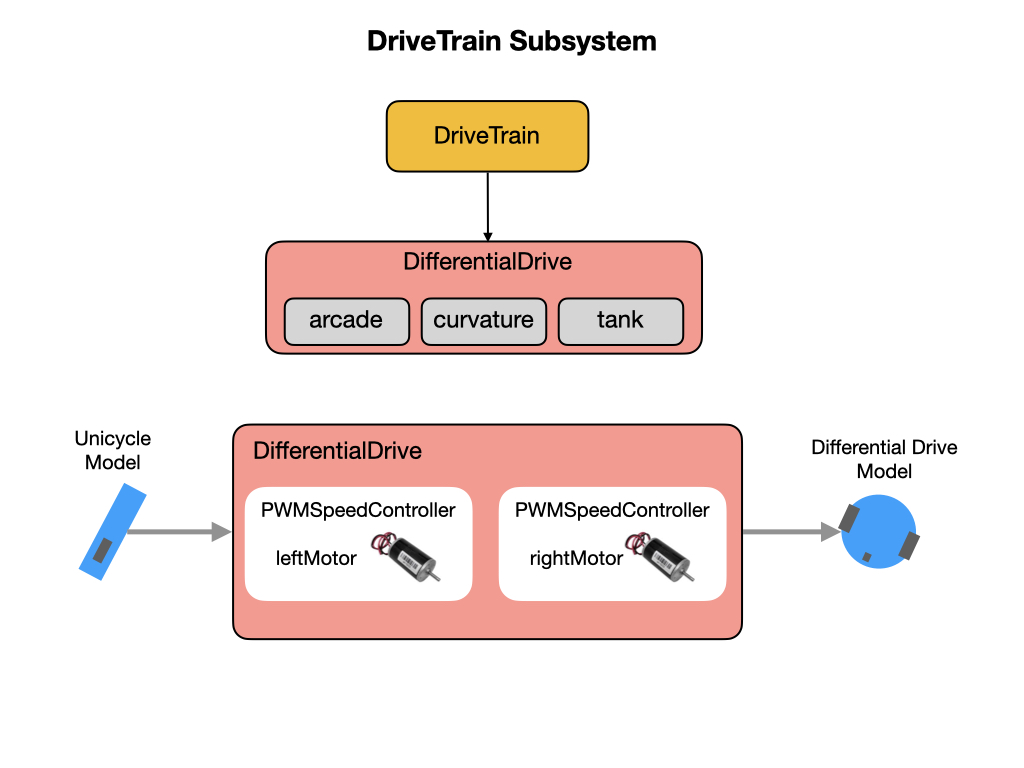 DriveTrain Subsystem
DriveTrain
DifferentialDrive
arcade
curvature
tank
Unicycle
Model
DifferentialDrive
PWMSpeedController
leftMotor
PWMSpeedController
rightMotor
Differential Drive
Model